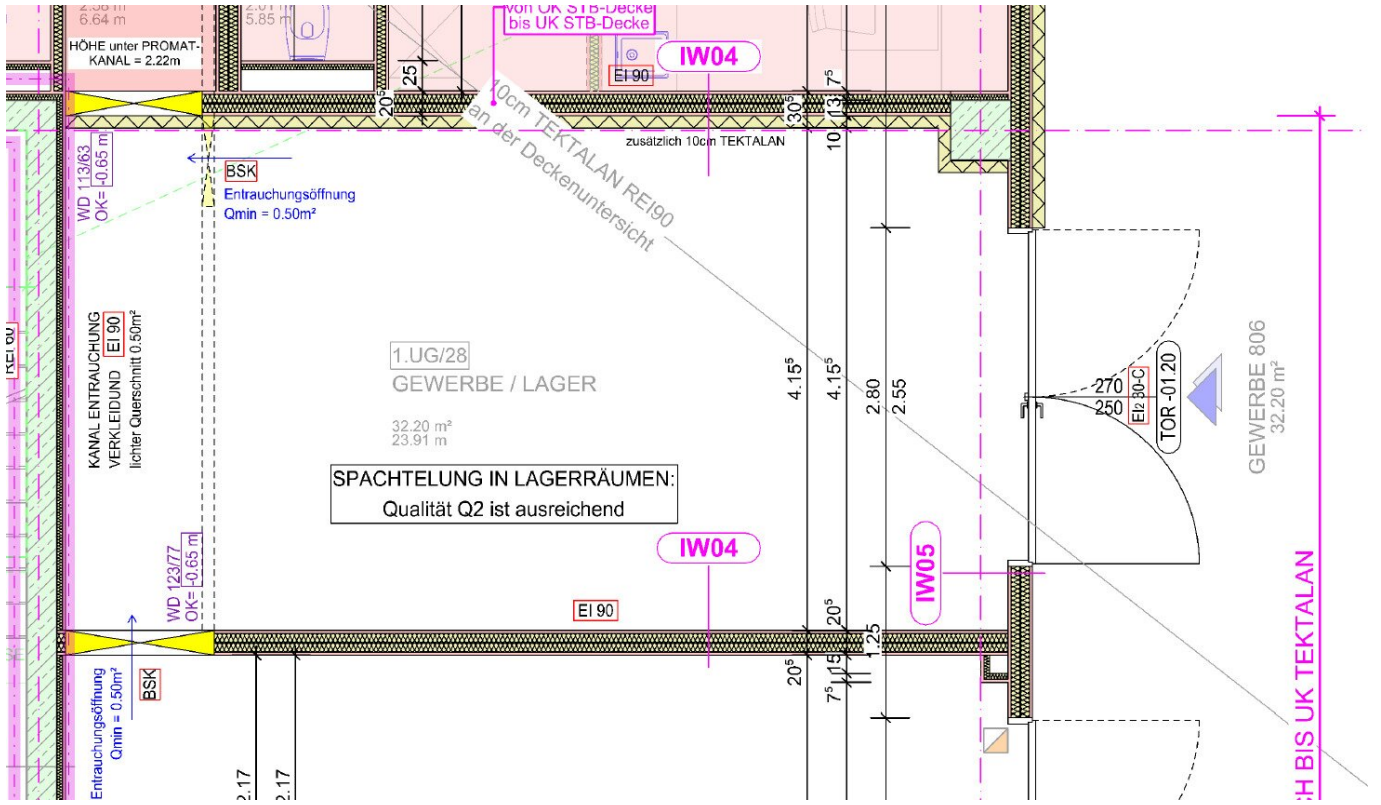 6.64 m
5.85 m
HÖHE unter PROMAT-
KANAL = 2.22m
von OK STB-Decke
bis UK STB-Decke
IW04
EI 90
25
20⁵
30⁵
7⁵
13
10
10cm TEKTALAN REI90
an der Deckenuntersicht
zusätzlich 10cm TEKTALAN
WD 113/63
OK= -0.65 m
BSK
Entrauchungsöffnung
Qmin = 0.50m²
KANAL ENTRAUCHUNG
VERKLEIDUND EI 90
lichter Querschnitt 0.50m²
REI 60
1.UG/28
GEWERBE / LAGER
32.20 m²
23.91 m
SPACHTELUNG IN LAGERRÄUMEN:
Qualität Q2 ist ausreichend
4.15⁵
4.15⁵
2.80
2.55
270
250
EI₂ 30-C
TOR -01.20
GEWERBE 806
32.20 m²
WD 123/77
OK= -0.65 m
IW04
IW05
EI 90
20⁵
1.25
20⁵
15
7⁵
BSK
Entrauchungsöffnung
Qmin = 0.50m²
2.17
2.17
CH BIS UK TEKTALAN